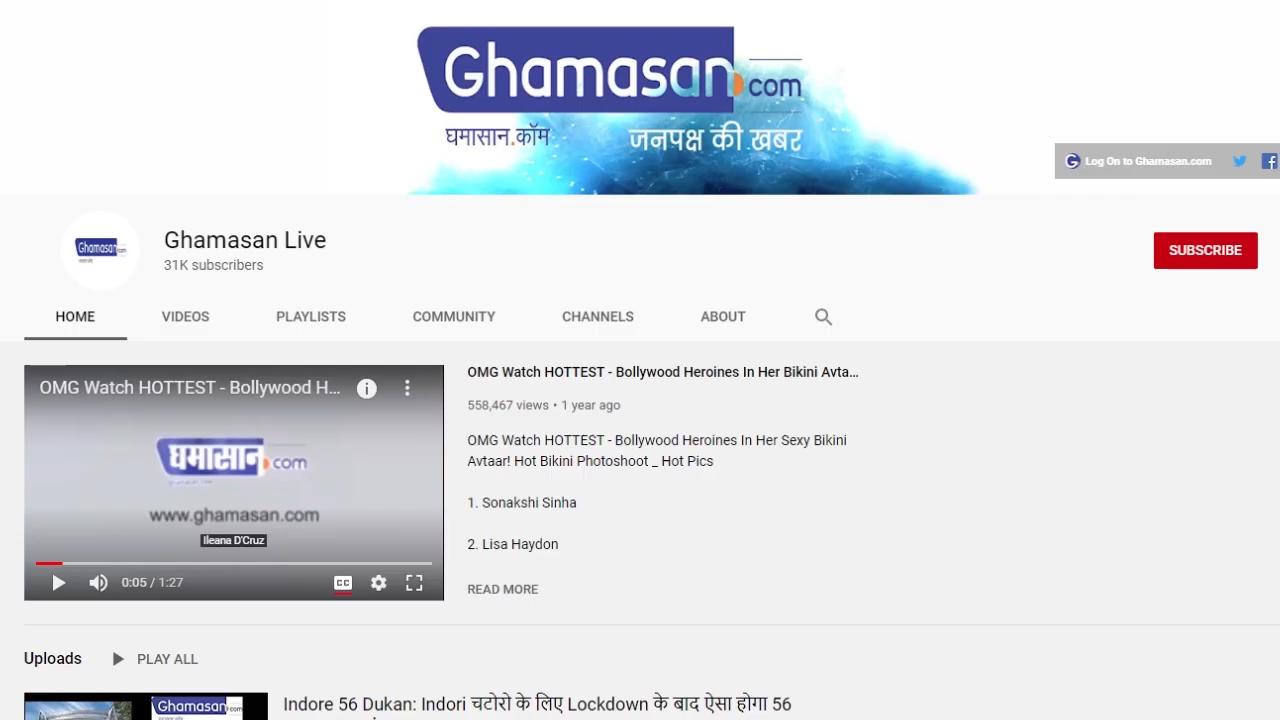 Ghamasan.com
घमासान.कॉम
जनपक्ष की खबर
Log On to Ghamasan.com
Ghamasan.com
Ghamasan Live
31K subscribers
SUBSCRIBE
HOME VIDEOS PLAYLISTS COMMUNITY CHANNELS ABOUT
OMG Watch HOTTEST - Bollywood H...
घमासान.com
www.ghamasan.com
Ileana D'Cruz
0:05 / 1:27
CC
OMG Watch HOTTEST - Bollywood Heroines In Her Bikini Avta...
558,467 views • 1 year ago
OMG Watch HOTTEST - Bollywood Heroines In Her Sexy Bikini
Avtaar! Hot Bikini Photoshoot _ Hot Pics
1. Sonakshi Sinha
2. Lisa Haydon
READ MORE
Uploads PLAY ALL
Ghamasan.com
Indore 56 Dukan: Indori चटोरो के लिए Lockdown के बाद ऐसा होगा 56